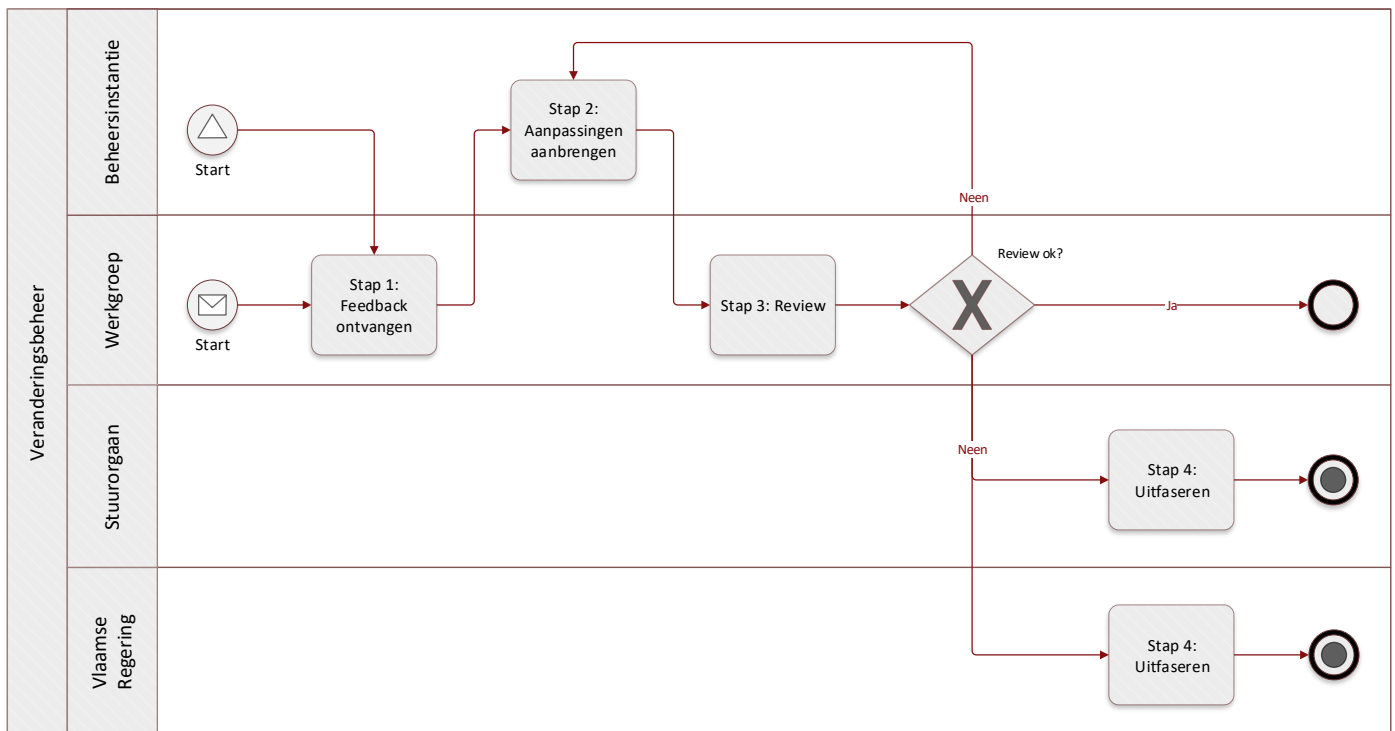 Veranderingsbeheer
Beheersinstantie
Start
Stap 2:
Aanpassingen
aanbrengen
Neen
Werkgroep
Start
Stap 1:
Feedback
ontvangen
Stap 3: Review
X
Review ok?
Ja
Stuurorgaan
Neen
Stap 4:
Uitfaseren
Vlaamse
Regering
Stap 4:
Uitfaseren